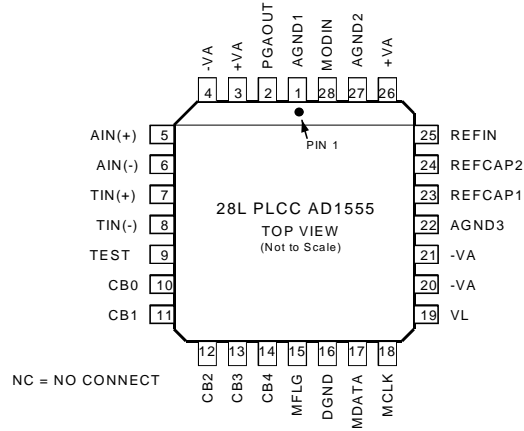 -VA
+VA
PGAOUT
AGND1
MODIN
AGND2
+VA
4
3
2
1
28
27
26
PIN 1
AIN(+) 5
AIN(-) 6
TIN(+) 7
TIN(-) 8
TEST 9
CB0 10
CB1 11
28L PLCC AD1555
TOP VIEW
(Not to Scale)
25 REFIN
24 REFCAP2
23 REFCAP1
22 AGND3
21 -VA
20 -VA
19 VL
12
13
14
15
16
17
18
CB2
CB3
CB4
MFLG
DGND
MDATA
MCLK
NC = NO CONNECT